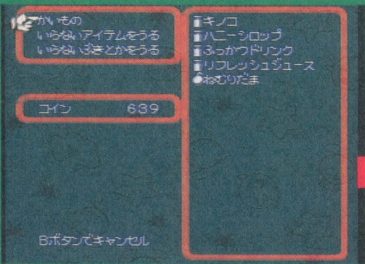 かいもの
いらないアイテムをうる
いらないぶきとかをうる
コイン 639
Bボタンでキャンセル
キノコ
ハニーシロップ
ふっかつドリンク
リフレッシュジュース
ねむりだま